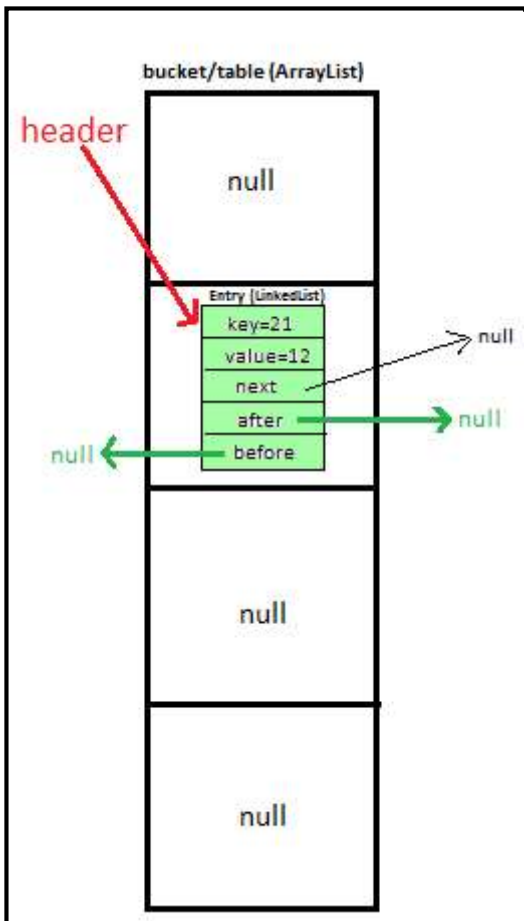 bucket/table (ArrayList)
header
null
Entry (LinkedList)
key=21
value=12
next
null
after
null
null
before
null
null